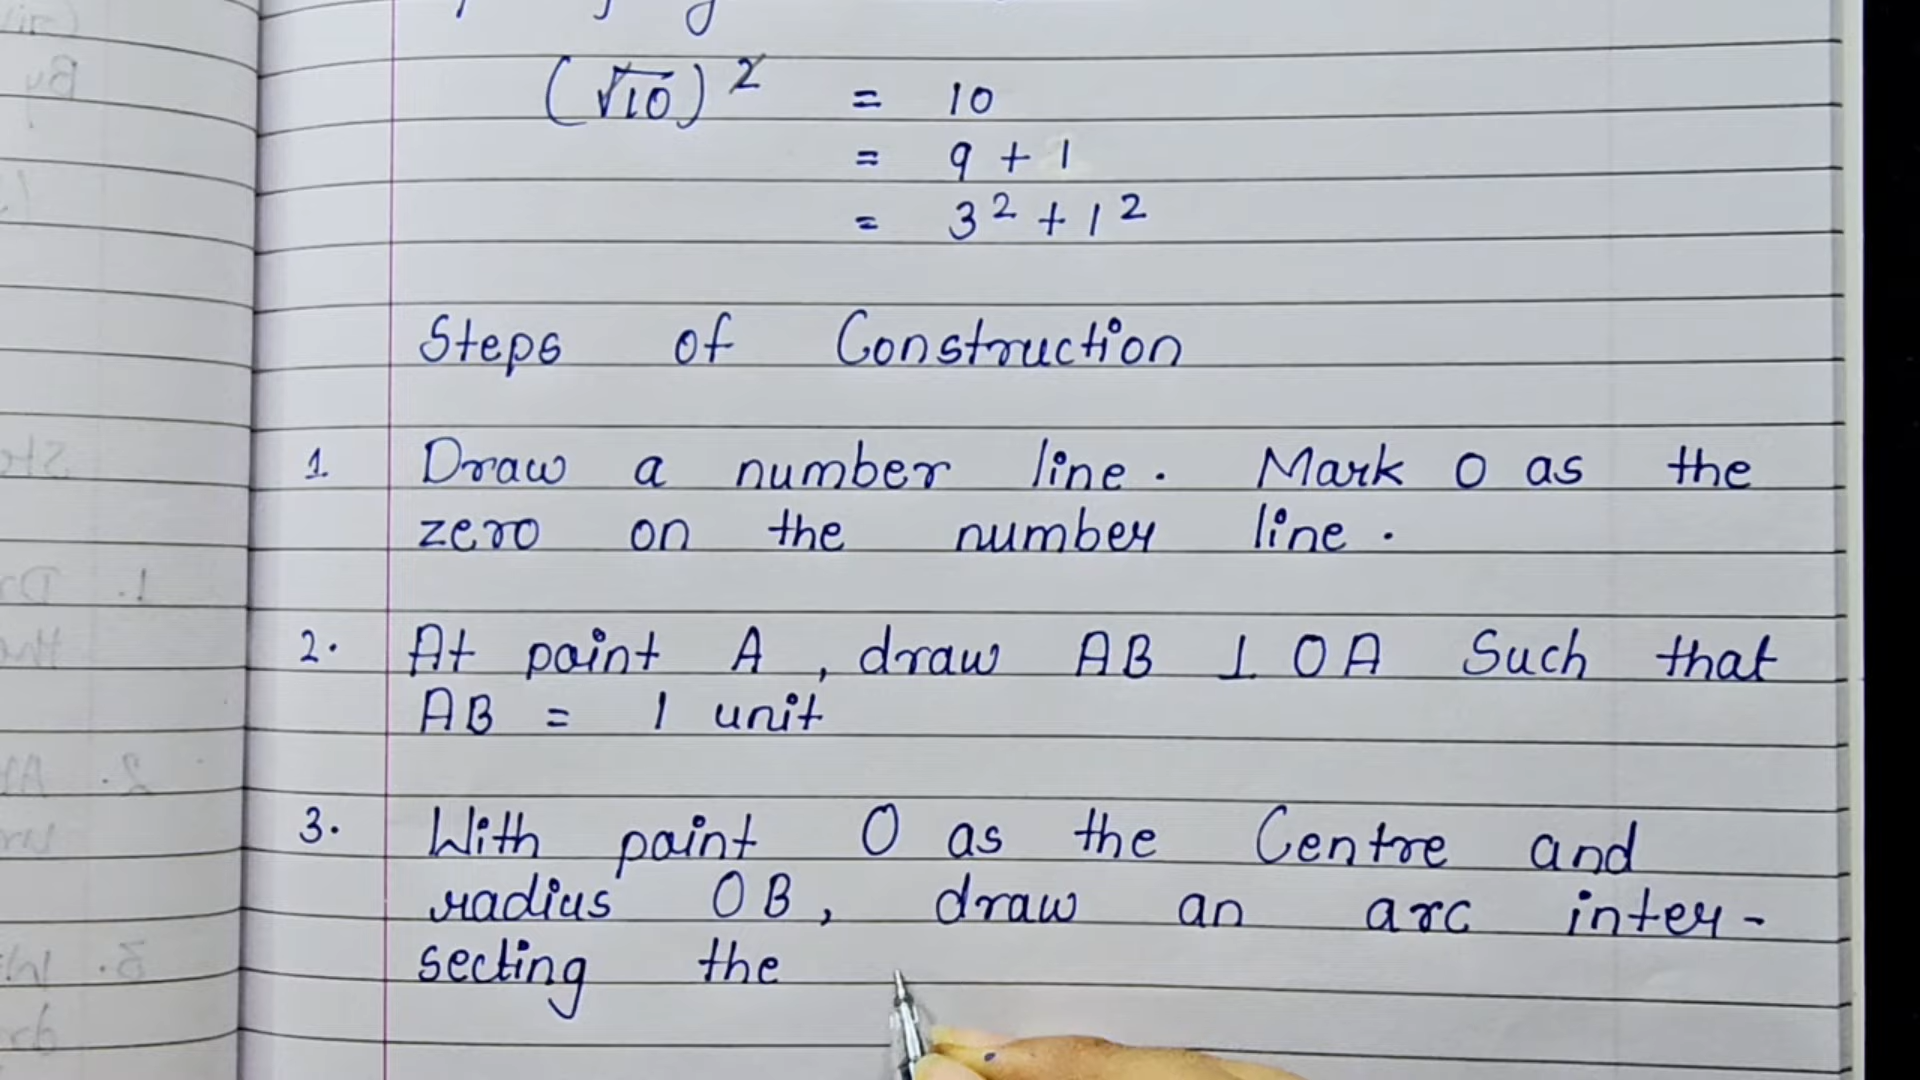 (√10)² = 10
= 9 + 1
= 3² + 1²
Steps of Construction
1. Draw a number line. Mark O as the
zero on the number line.
2. At point A, draw AB ⊥ OA Such that
AB = 1 unit
3. With point O as the Centre and
radius OB, draw an arc inter-
secting the